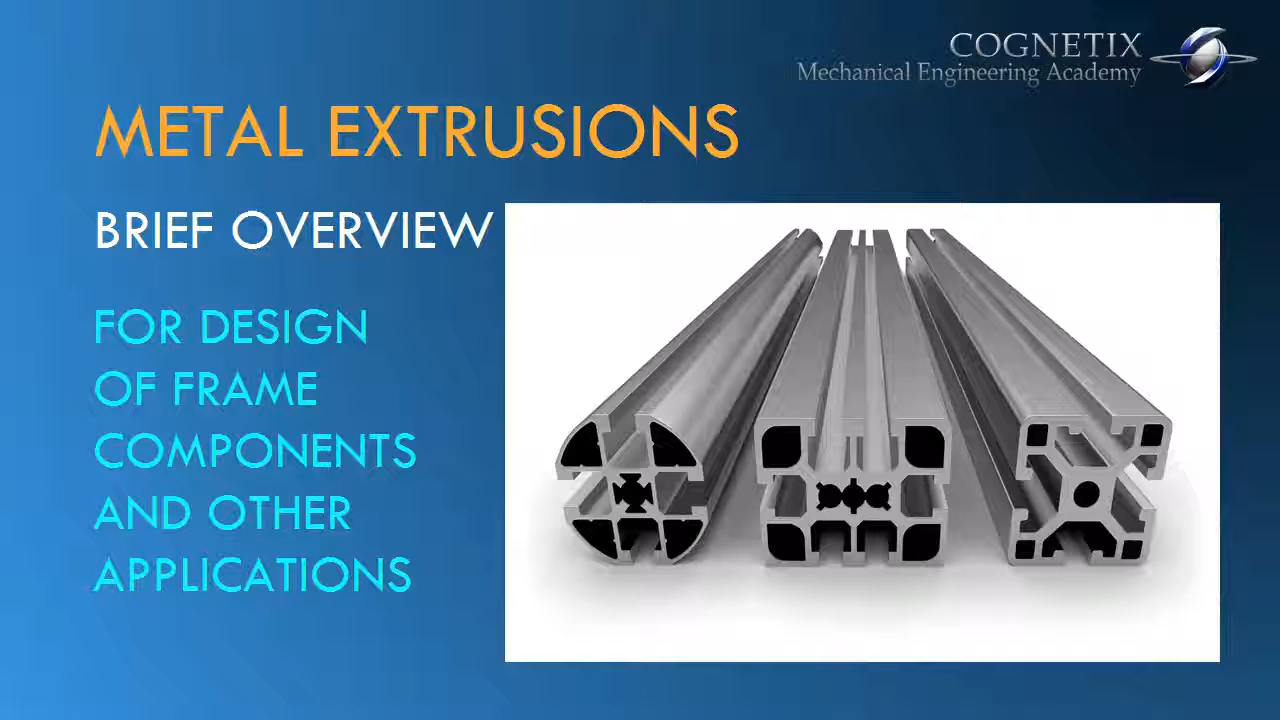 COGNETIX
Mechanical Engineering Academy
METAL EXTRUSIONS
BRIEF OVERVIEW
FOR DESIGN
OF FRAME
COMPONENTS
AND OTHER
APPLICATIONS